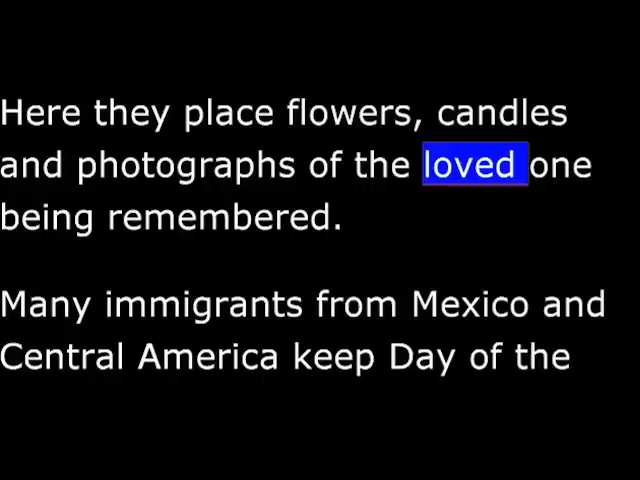 Here they place flowers, candles
and photographs of the loved one
being remembered.
Many immigrants from Mexico and
Central America keep Day of the